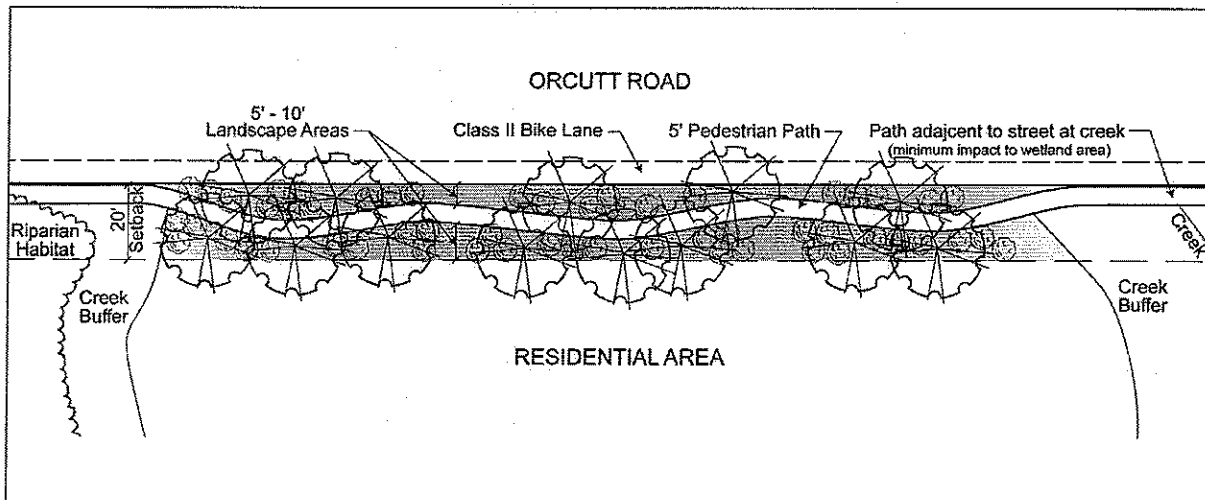 ORCUTT ROAD
5' - 10'
Landscape Areas
Class II Bike Lane
5' Pedestrian Path
Path adajcent to street at creek
(minimum impact to wetland area)
20'
Setback
Riparian
Habitat
Creek
Creek
Buffer
Creek
Buffer
RESIDENTIAL AREA